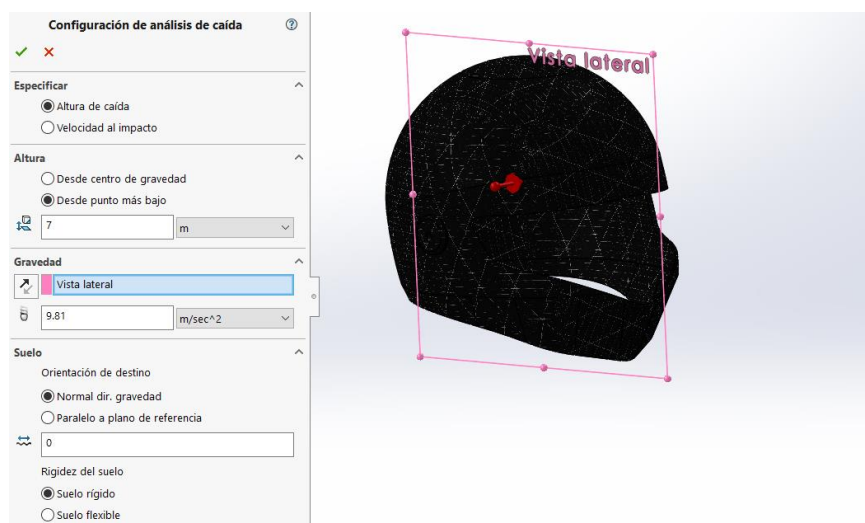 Configuración de análisis de caída
Especificar
Altura de caída
Velocidad al impacto
Altura
Desde centro de gravedad
Desde punto más bajo
7 m
Gravedad
Vista lateral
9.81 m/sec^2
Suelo
Orientación de destino
Normal dir. gravedad
Paralelo a plano de referencia
0
Rigidez del suelo
Suelo rígido
Suelo flexible
Vista lateral